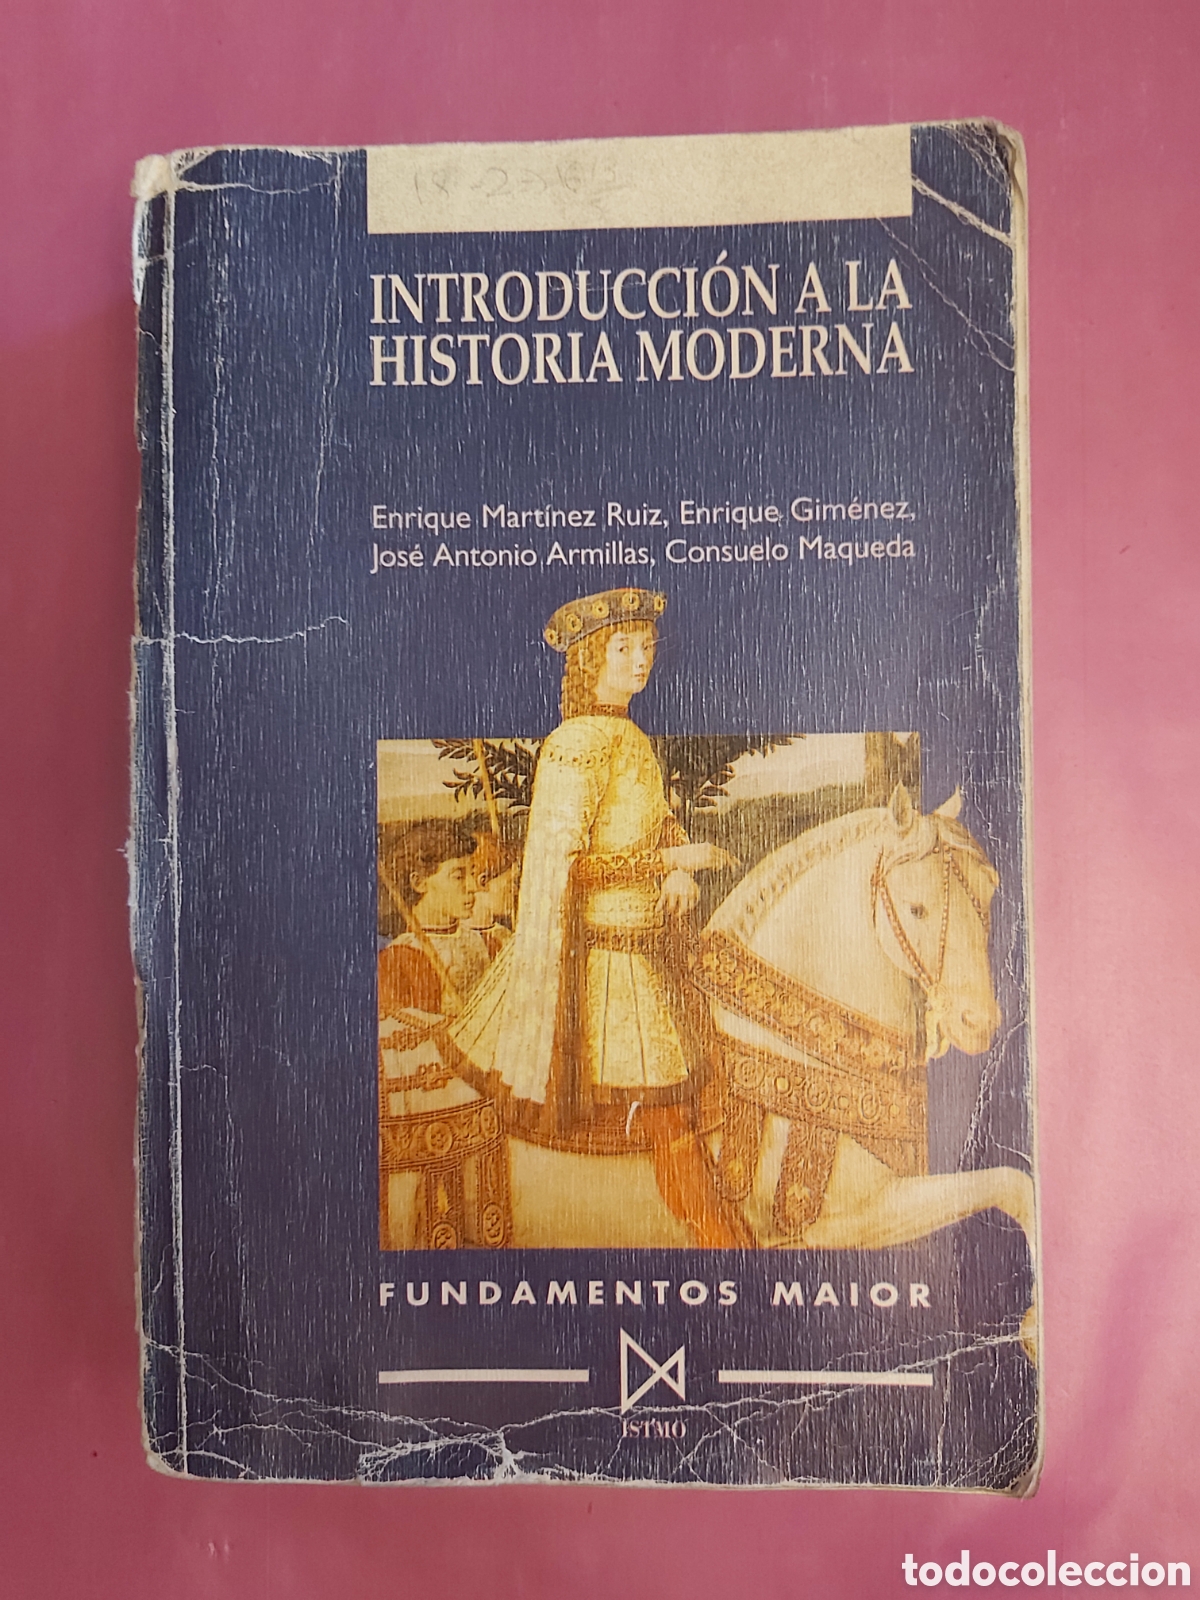 INTRODUCCIÓN A LA
HISTORIA MODERNA
Enrique Martínez Ruiz, Enrique Giménez,
José Antonio Armillas, Consuelo Maqueda
FUNDAMENTOS MAIOR
ISTMO
todocoleccion